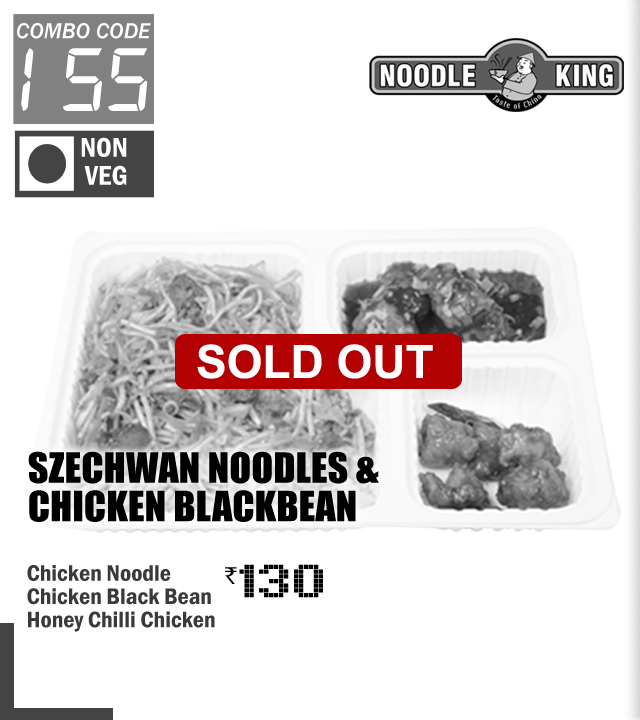 COMBO CODE
155
NON
VEG
NOODLE KING
Taste of China
SOLD OUT
SZECHWAN NOODLES &
CHICKEN BLACKBEAN
Chicken Noodle
Chicken Black Bean
Honey Chilli Chicken
₹130